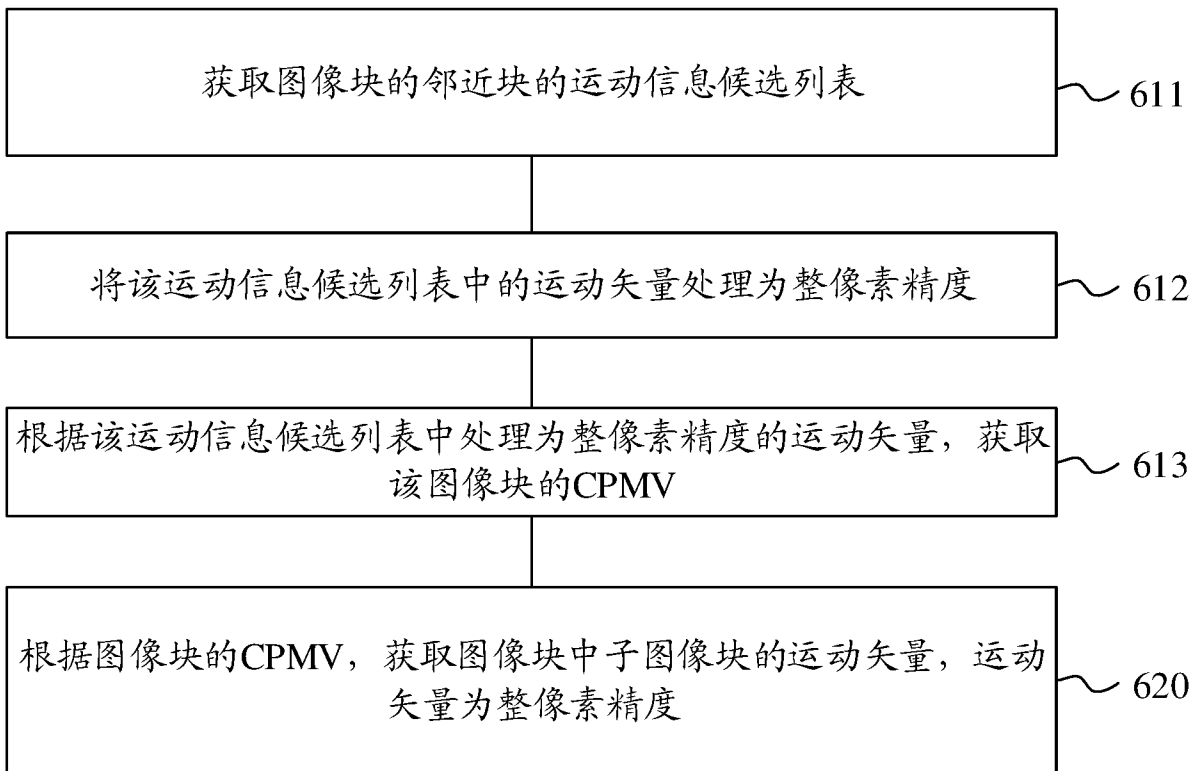 获取图像块的邻近块的运动信息候选列表
611
将该运动信息候选列表中的运动矢量处理为整像素精度
612
根据该运动信息候选列表中处理为整像素精度的运动矢量，获取
该图像块的CPMV
613
根据图像块的CPMV，获取图像块中子图像块的运动矢量，运动
矢量为整像素精度
620